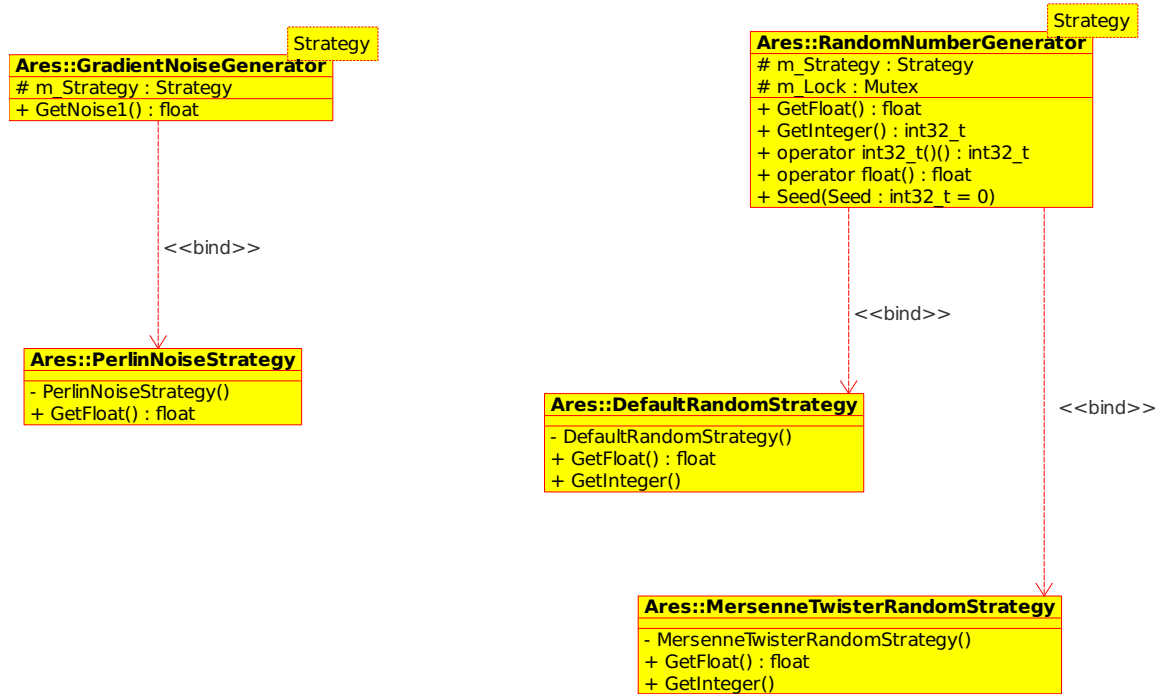 Strategy
Ares::GradientNoiseGenerator
# m_Strategy : Strategy
+ GetNoise1() : float
<<bind>>
Ares::PerlinNoiseStrategy
- PerlinNoiseStrategy()
+ GetFloat() : float
Strategy
Ares::RandomNumberGenerator
# m_Strategy : Strategy
# m_Lock : Mutex
+ GetFloat() : float
+ GetInteger() : int32_t
+ operator int32_t()() : int32_t
+ operator float() : float
+ Seed(Seed : int32_t = 0)
<<bind>>
Ares::DefaultRandomStrategy
- DefaultRandomStrategy()
+ GetFloat() : float
+ GetInteger()
<<bind>>
Ares::MersenneTwisterRandomStrategy
- MersenneTwisterRandomStrategy()
+ GetFloat() : float
+ GetInteger()